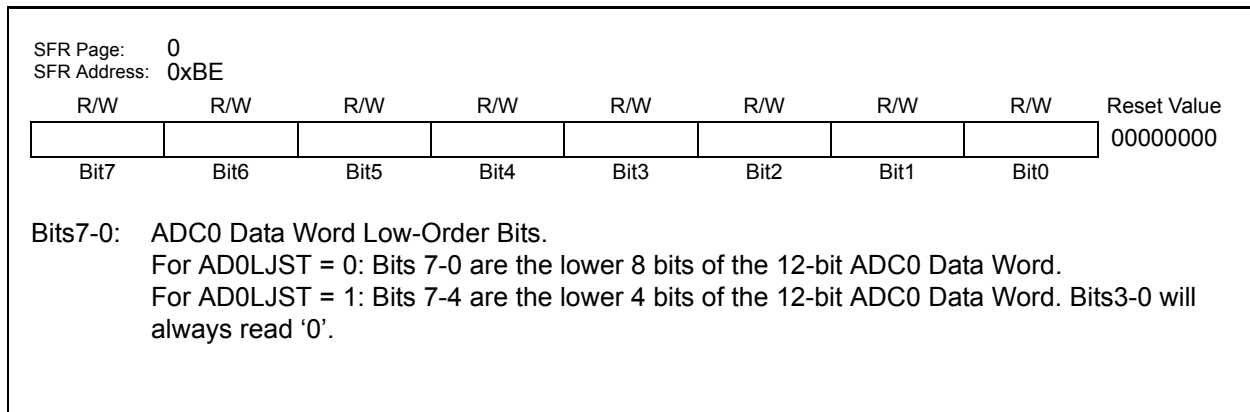 SFR Page: 0
SFR Address: 0xBE
R/W R/W R/W R/W R/W R/W R/W R/W Reset Value
00000000
Bit7 Bit6 Bit5 Bit4 Bit3 Bit2 Bit1 Bit0
Bits7-0: ADC0 Data Word Low-Order Bits.
For AD0LJST = 0: Bits 7-0 are the lower 8 bits of the 12-bit ADC0 Data Word.
For AD0LJST = 1: Bits 7-4 are the lower 4 bits of the 12-bit ADC0 Data Word. Bits3-0 will
always read ‘0’.